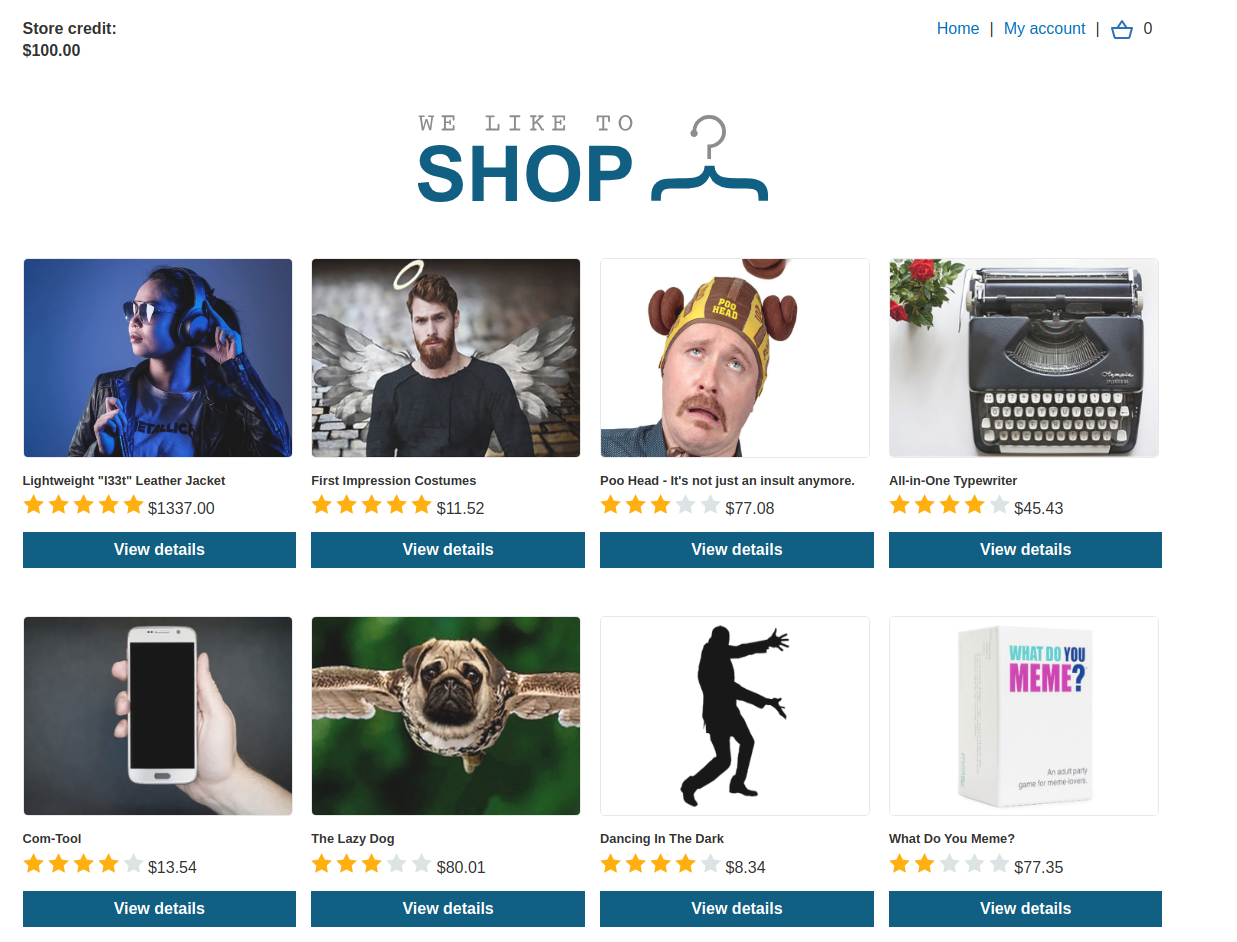 Store credit:
$100.00
Home | My account | 0
WE LIKE TO
SHOP
METALLICA
POO
HEAD
Olympia
Lightweight "l33t" Leather Jacket
$1337.00
View details
First Impression Costumes
$11.52
View details
Poo Head - It's not just an insult anymore.
$77.08
View details
All-in-One Typewriter
$45.43
View details
WHAT DO YOU
MEME?
An adult party
game for meme-lovers.
Com-Tool
$13.54
View details
The Lazy Dog
$80.01
View details
Dancing In The Dark
$8.34
View details
What Do You Meme?
$77.35
View details